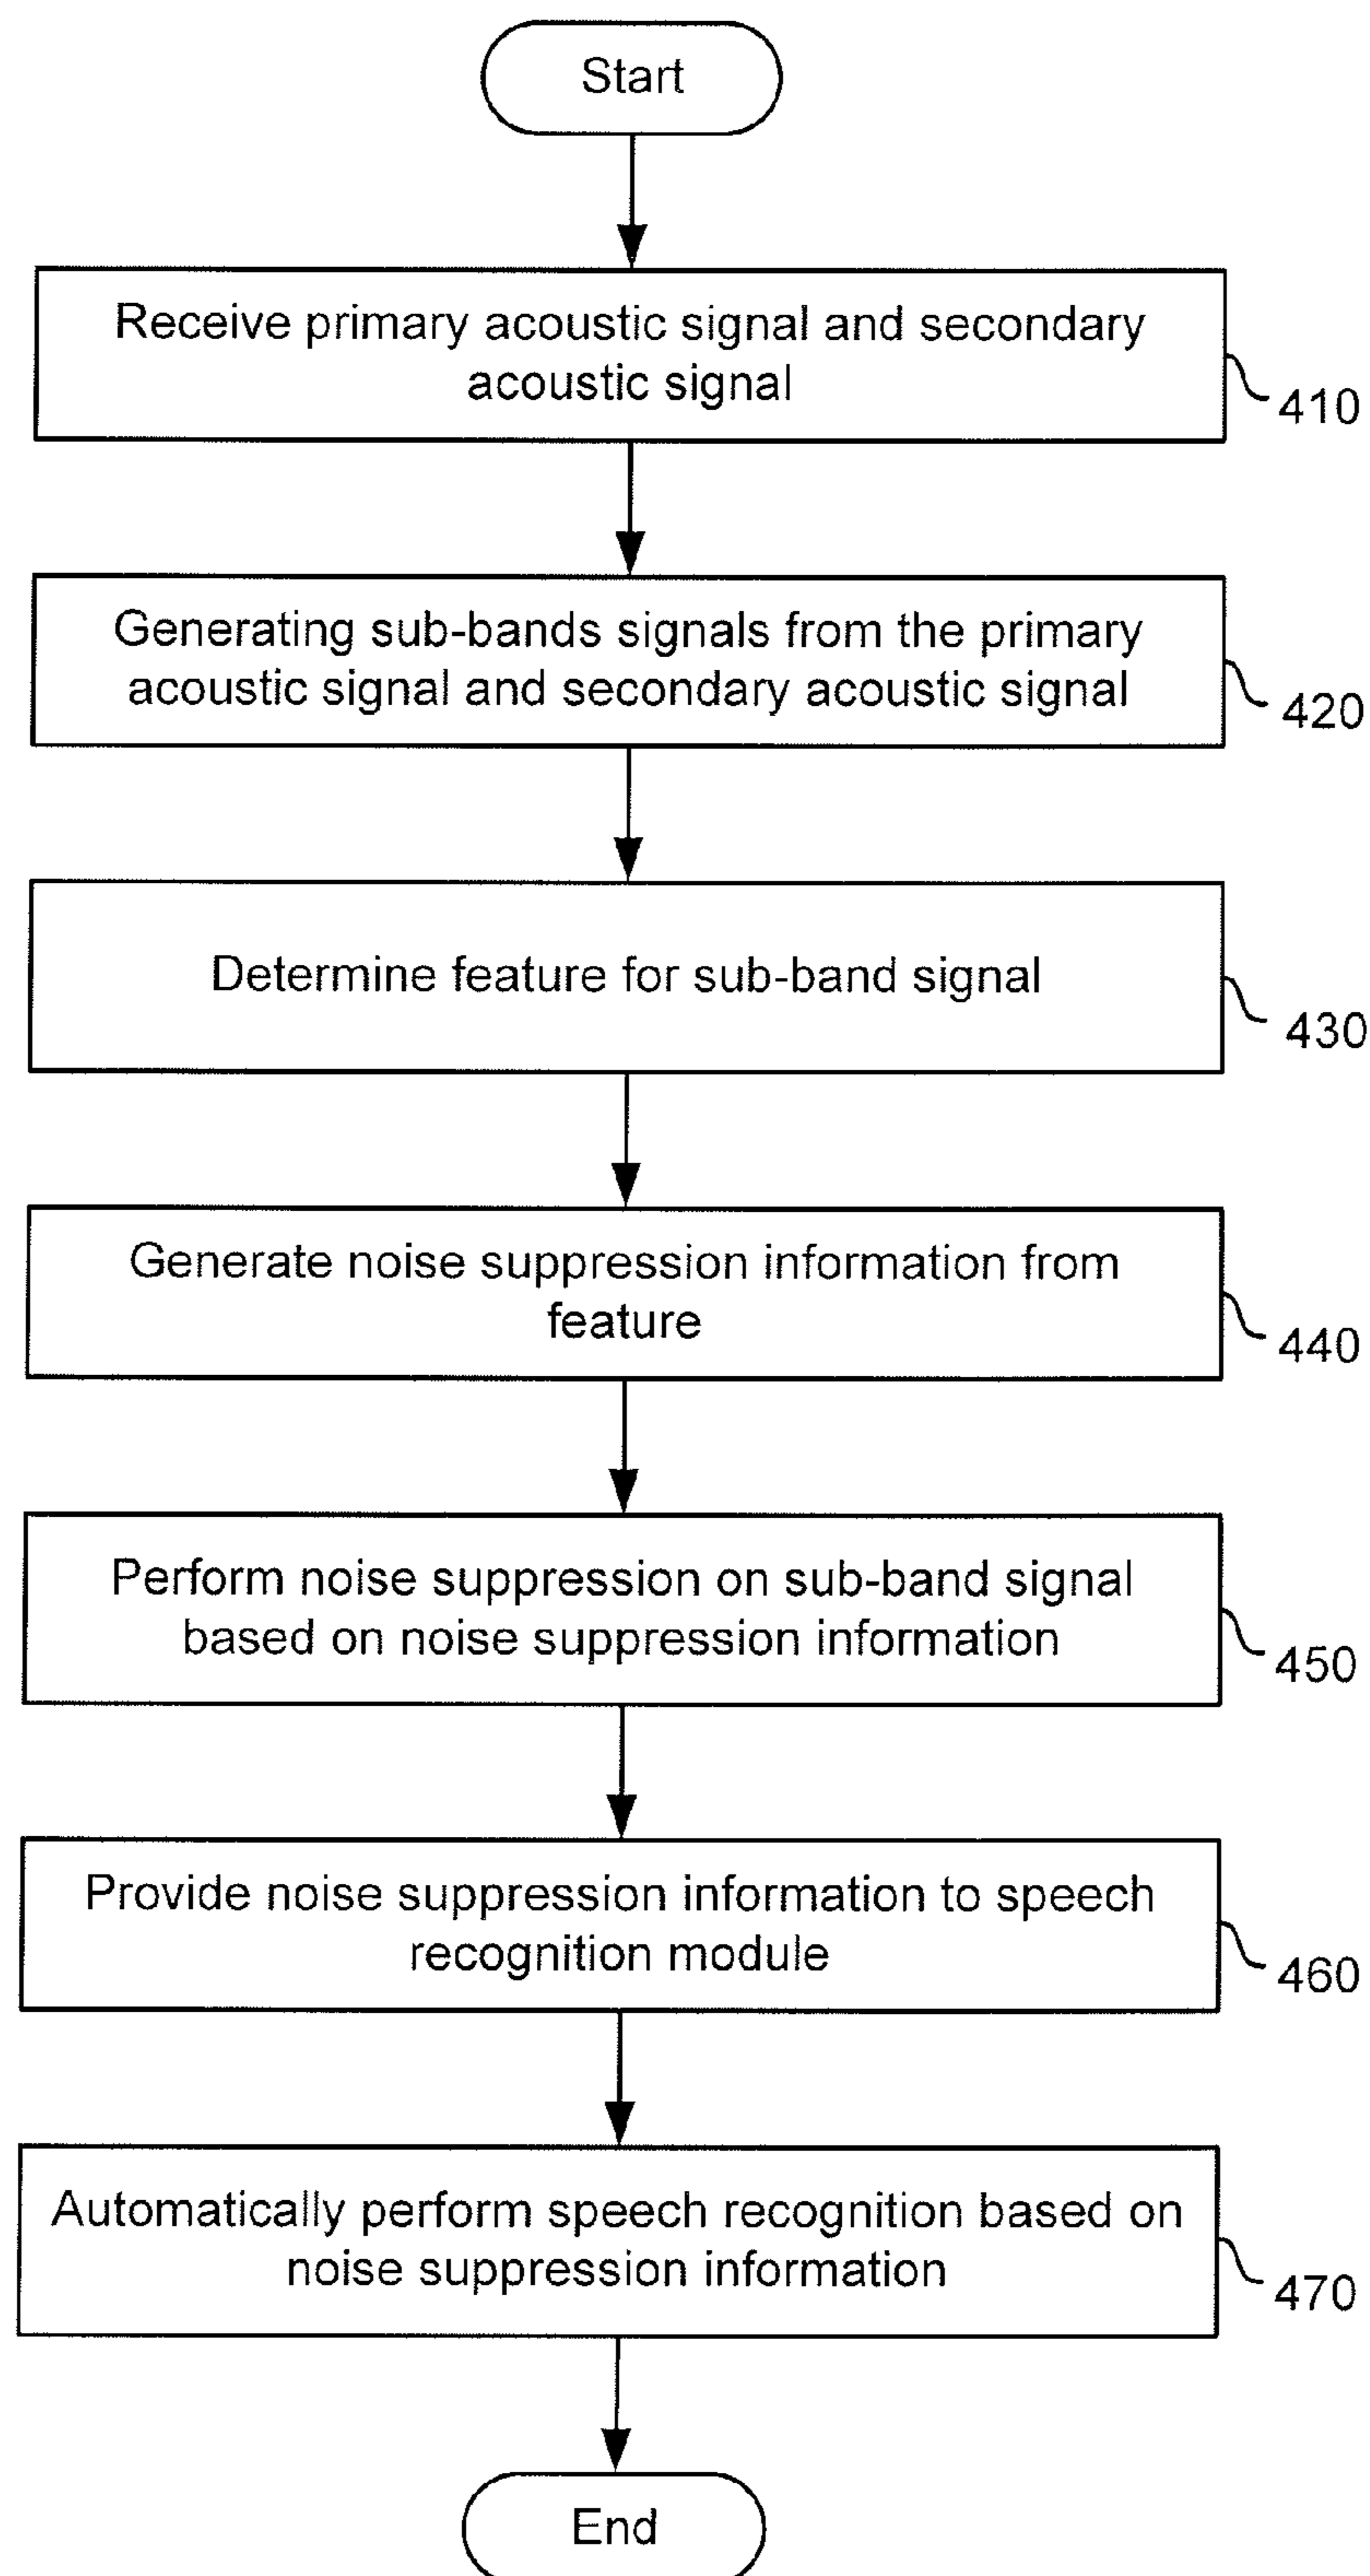 Start
Receive primary acoustic signal and secondary
acoustic signal
410
Generating sub-bands signals from the primary
acoustic signal and secondary acoustic signal
420
Determine feature for sub-band signal
430
Generate noise suppression information from
feature
440
Perform noise suppression on sub-band signal
based on noise suppression information
450
Provide noise suppression information to speech
recognition module
460
Automatically perform speech recognition based on
noise suppression information
470
End